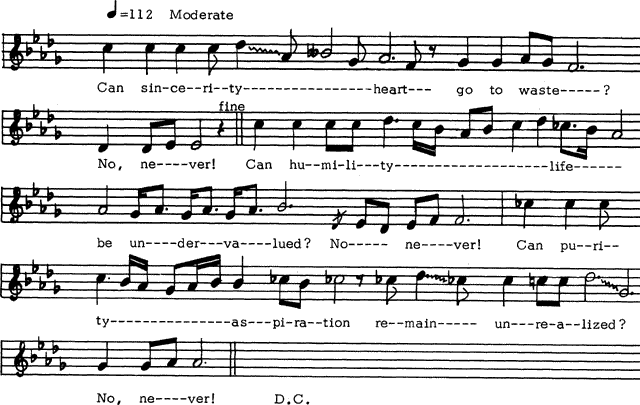 ♩=112 Moderate
Can sin-ce--ri--ty----------------heart--- go to waste-----?
fine
No, ne----ver! Can hu--mi-li--ty-------------------life------
be un---der--va---lued? No----- ne----ver! Can pu--ri--
ty---------------as---pi-ra--tion re--main----- un---re-a--lized?
No, ne----ver! D.C.